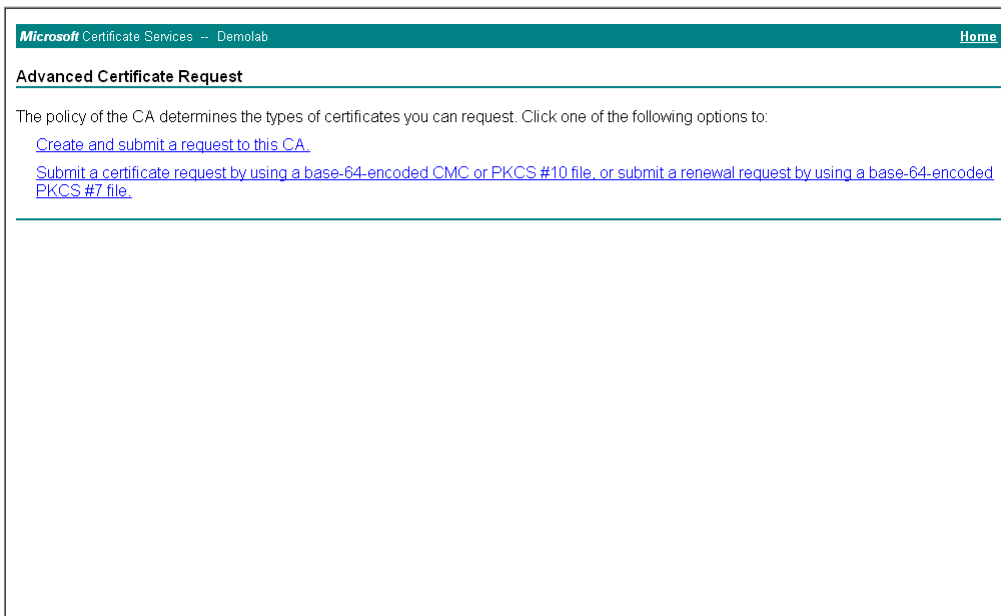 Microsoft Certificate Services -- Demolab Home
Advanced Certificate Request
The policy of the CA determines the types of certificates you can request. Click one of the following options to:
Create and submit a request to this CA.
Submit a certificate request by using a base-64-encoded CMC or PKCS #10 file, or submit a renewal request by using a base-64-encoded
PKCS #7 file.